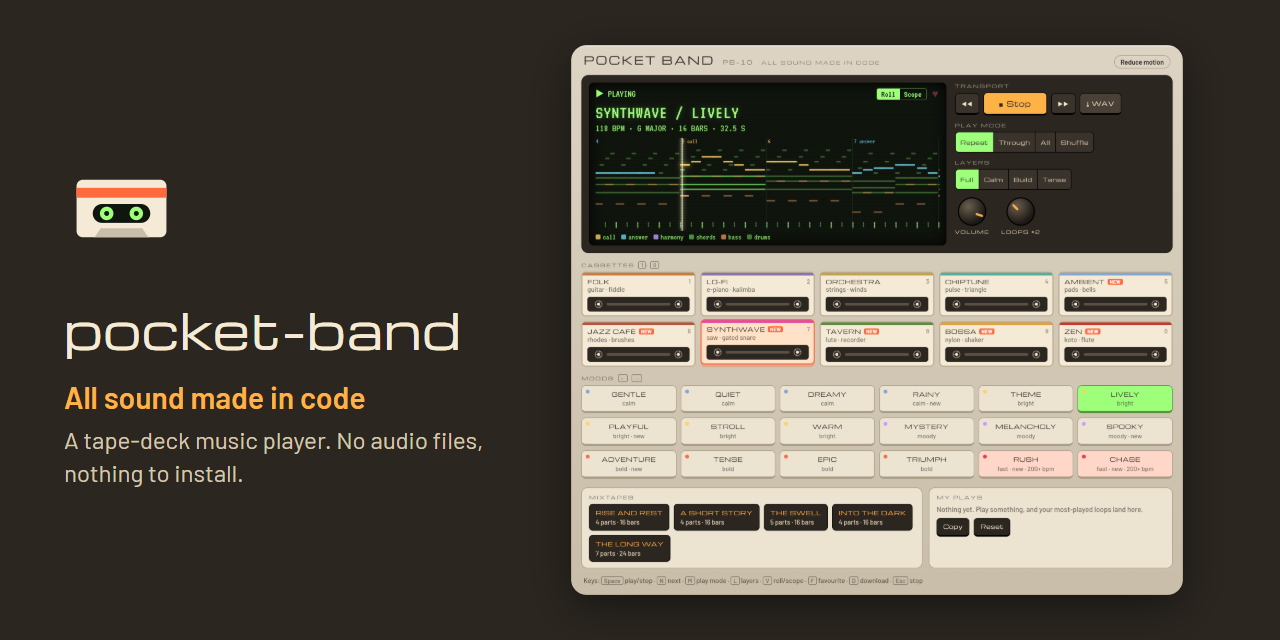 pocket-band
All sound made in code
A tape-deck music player. No audio files,
nothing to install.
POCKET BAND PB-10 ALL SOUND MADE IN CODE
Reduce motion
▶ PLAYING
Roll Scope ♥
SYNTHWAVE / LIVELY
118 BPM · G MAJOR · 16 BARS · 32.5 S
call
answer
call answer harmony chords bass drums
TRANSPORT
◀◀ ■ Stop ▶▶ ↓ WAV
PLAY MODE
Repeat Through All Shuffle
LAYERS
Full Calm Build Tense
VOLUME LOOPS ×2
CASSETTES 1 0
FOLK 1
guitar · fiddle
LO-FI 2
e-piano · kalimba
ORCHESTRA 3
strings · winds
CHIPTUNE 4
pulse · triangle
AMBIENT NEW 5
pads · bells
JAZZ CAFE NEW 6
rhodes · brushes
SYNTHWAVE NEW 7
saw · gated snare
TAVERN NEW 8
lute · recorder
BOSSA NEW 9
nylon · shaker
ZEN NEW 0
koto · flute
MOODS
GENTLE
calm
QUIET
calm
DREAMY
calm
RAINY
calm · new
THEME
bright
LIVELY
bright
PLAYFUL
bright · new
STROLL
bright
WARM
bright
MYSTERY
moody
MELANCHOLY
moody
SPOOKY
moody · new
ADVENTURE
bold · new
TENSE
bold
EPIC
bold
TRIUMPH
bold
RUSH
fast · new · 200+ bpm
CHASE
fast · new · 200+ bpm
MIXTAPES
RISE AND REST
4 parts · 16 bars
A SHORT STORY
4 parts · 16 bars
THE SWELL
5 parts · 16 bars
INTO THE DARK
4 parts · 16 bars
THE LONG WAY
7 parts · 24 bars
MY PLAYS
Nothing yet. Play something, and your most-played loops land here.
Copy Reset
Keys: Space play/stop · N next · M play mode · L layers · V roll/scope · F favourite · D download · Esc stop